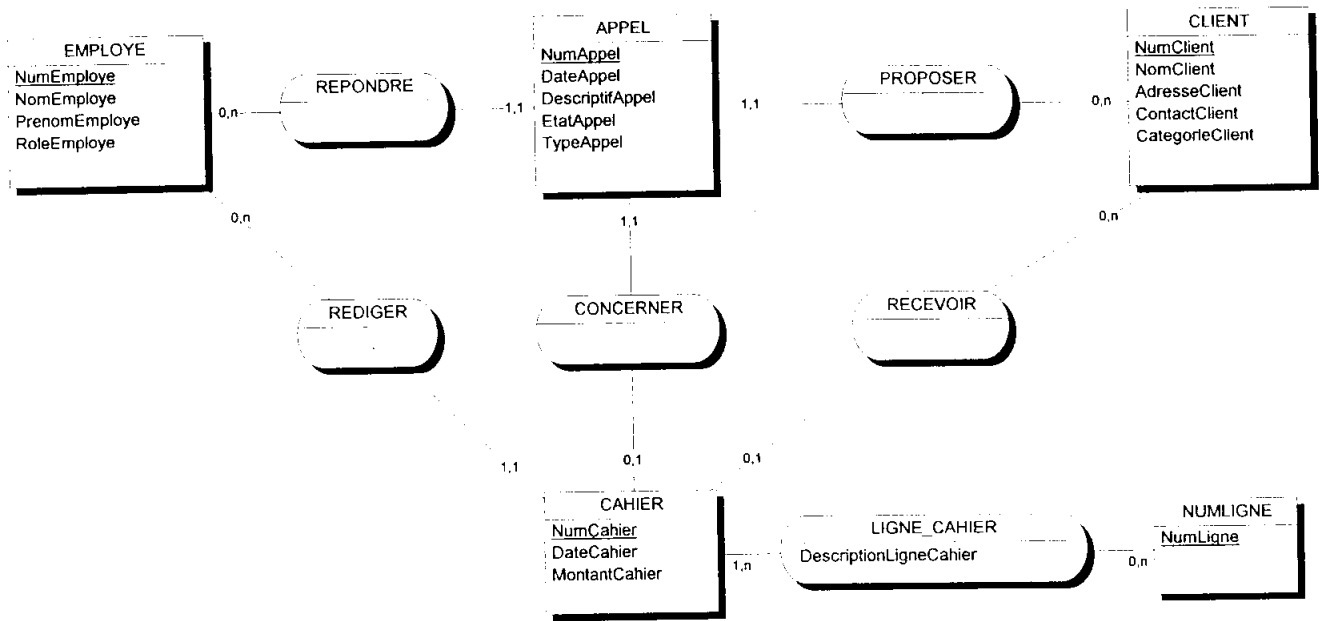 EMPLOYE
NumEmploye
NomEmploye
PrenomEmploye
RoleEmploye
0,n
REPONDRE
1,1
APPEL
NumAppel
DateAppel
DescriptifAppel
EtatAppel
TypeAppel
1,1
PROPOSER
0,n
CLIENT
NumClient
NomClient
AdresseClient
ContactClient
CategorieClient
0,n
1,1
0,n
REDIGER
CONCERNER
RECEVOIR
1,1
0,1
0,1
CAHIER
NumCahier
DateCahier
MontantCahier
1,n
LIGNE_CAHIER
DescriptionLigneCahier
0,n
NUMLIGNE
NumLigne